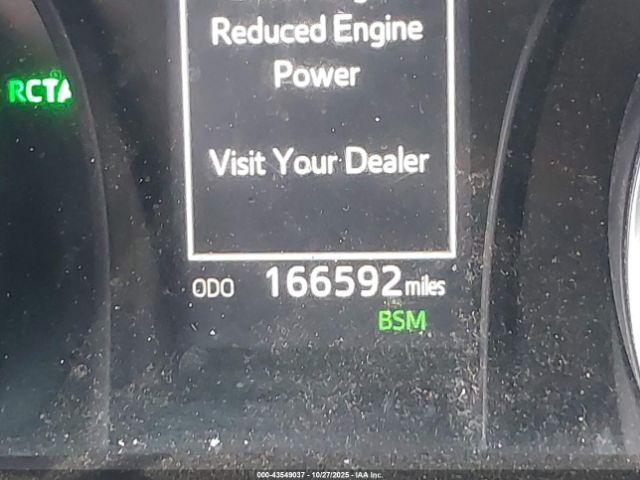 Reduced Engine
Power
RCTA
Visit Your Dealer
ODO 166592 miles
BSM
000-43549037 - 10/27/2025 - IAA Inc.